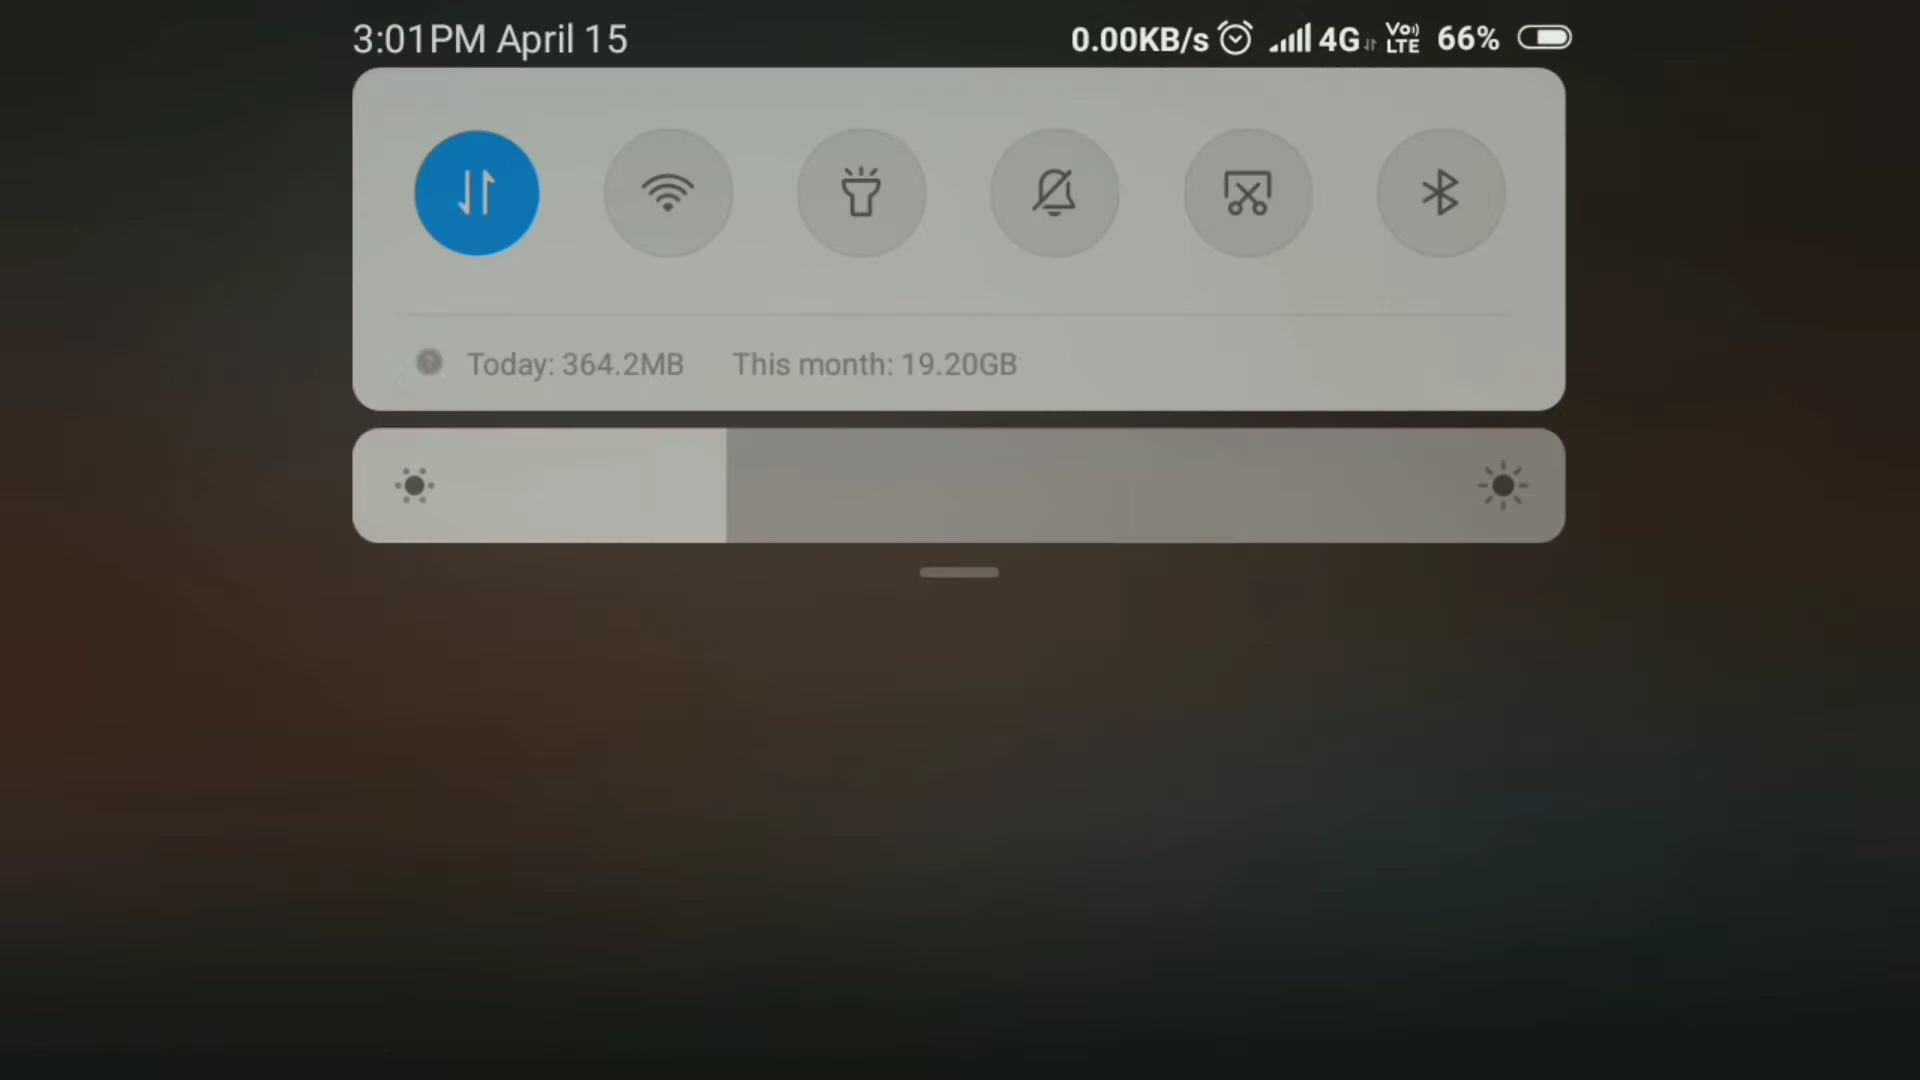 3:01PM April 15 0.00KB/s 4G Vo LTE 66%
Today: 364.2MB This month: 19.20GB